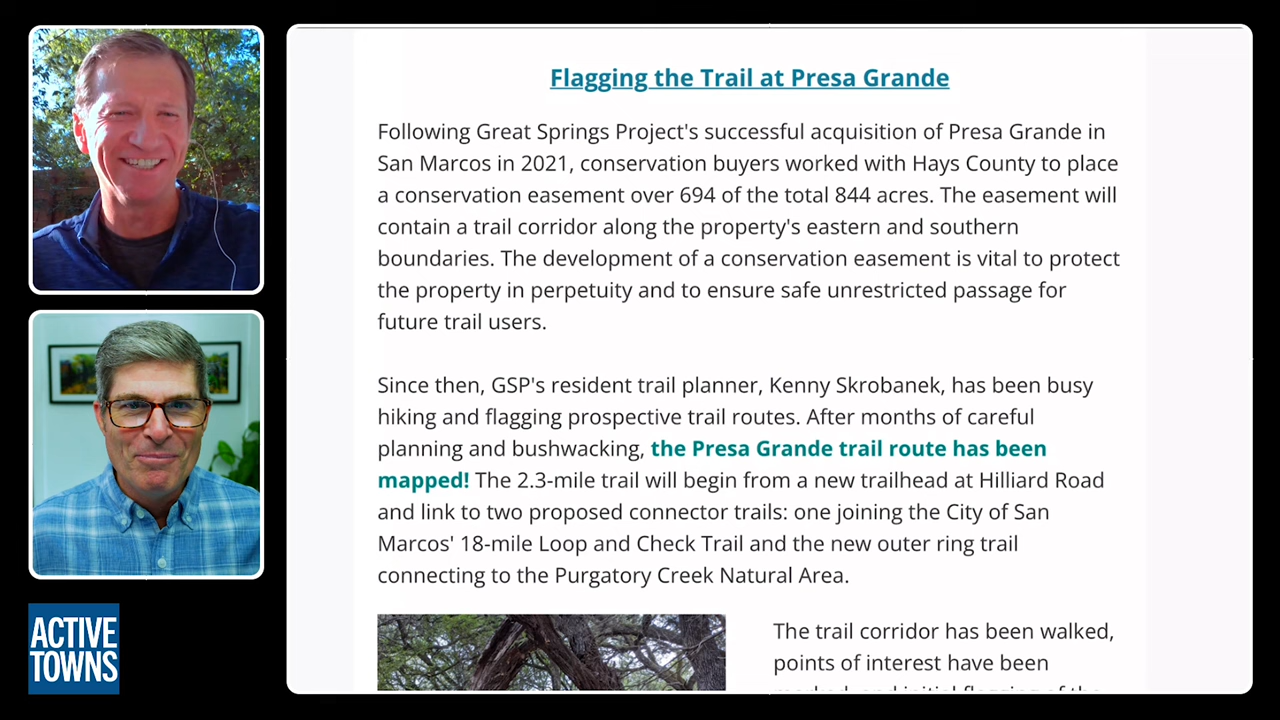 Flagging the Trail at Presa Grande
Following Great Springs Project's successful acquisition of Presa Grande in
San Marcos in 2021, conservation buyers worked with Hays County to place
a conservation easement over 694 of the total 844 acres. The easement will
contain a trail corridor along the property's eastern and southern
boundaries. The development of a conservation easement is vital to protect
the property in perpetuity and to ensure safe unrestricted passage for
future trail users.
Since then, GSP's resident trail planner, Kenny Skrobanek, has been busy
hiking and flagging prospective trail routes. After months of careful
planning and bushwacking, the Presa Grande trail route has been
mapped! The 2.3-mile trail will begin from a new trailhead at Hilliard Road
and link to two proposed connector trails: one joining the City of San
Marcos' 18-mile Loop and Check Trail and the new outer ring trail
connecting to the Purgatory Creek Natural Area.
The trail corridor has been walked,
points of interest have been
ACTIVE
TOWNS